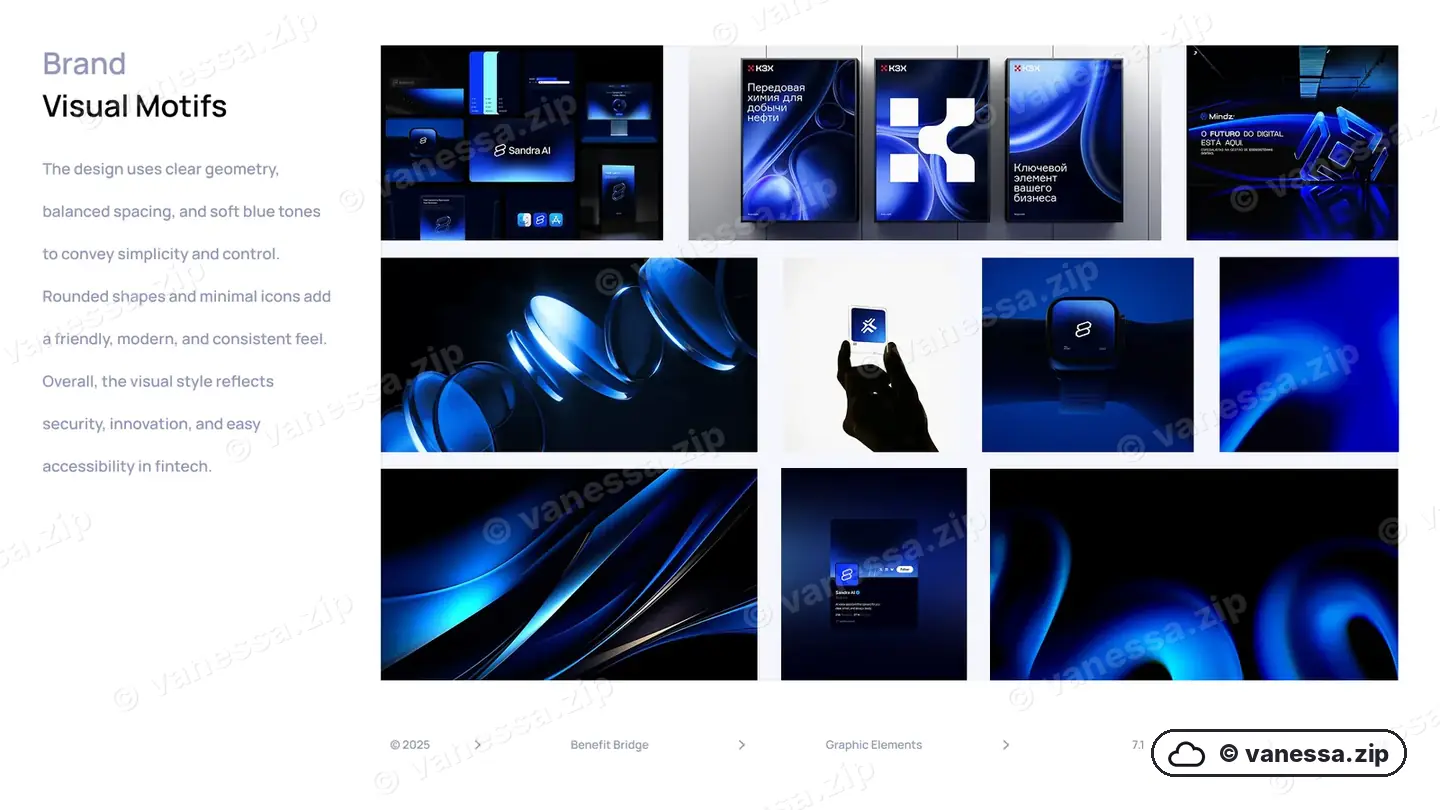 Brand
Visual Motifs
The design uses clear geometry,
balanced spacing, and soft blue tones
to convey simplicity and control.
Rounded shapes and minimal icons add
a friendly, modern, and consistent feel.
Overall, the visual style reflects
security, innovation, and easy
accessibility in fintech.
Sandra AI
КЗХ
Передовая
химия для
добычи
нефти
КЗХ
КЗХ
Ключевой
элемент
вашего
бизнеса
Mindz
O FUTURO DO DIGITAL
ESTÁ AQUI.
Follow
Sandra AI
© 2025
Benefit Bridge
Graphic Elements
7.1
© vanessa.zip